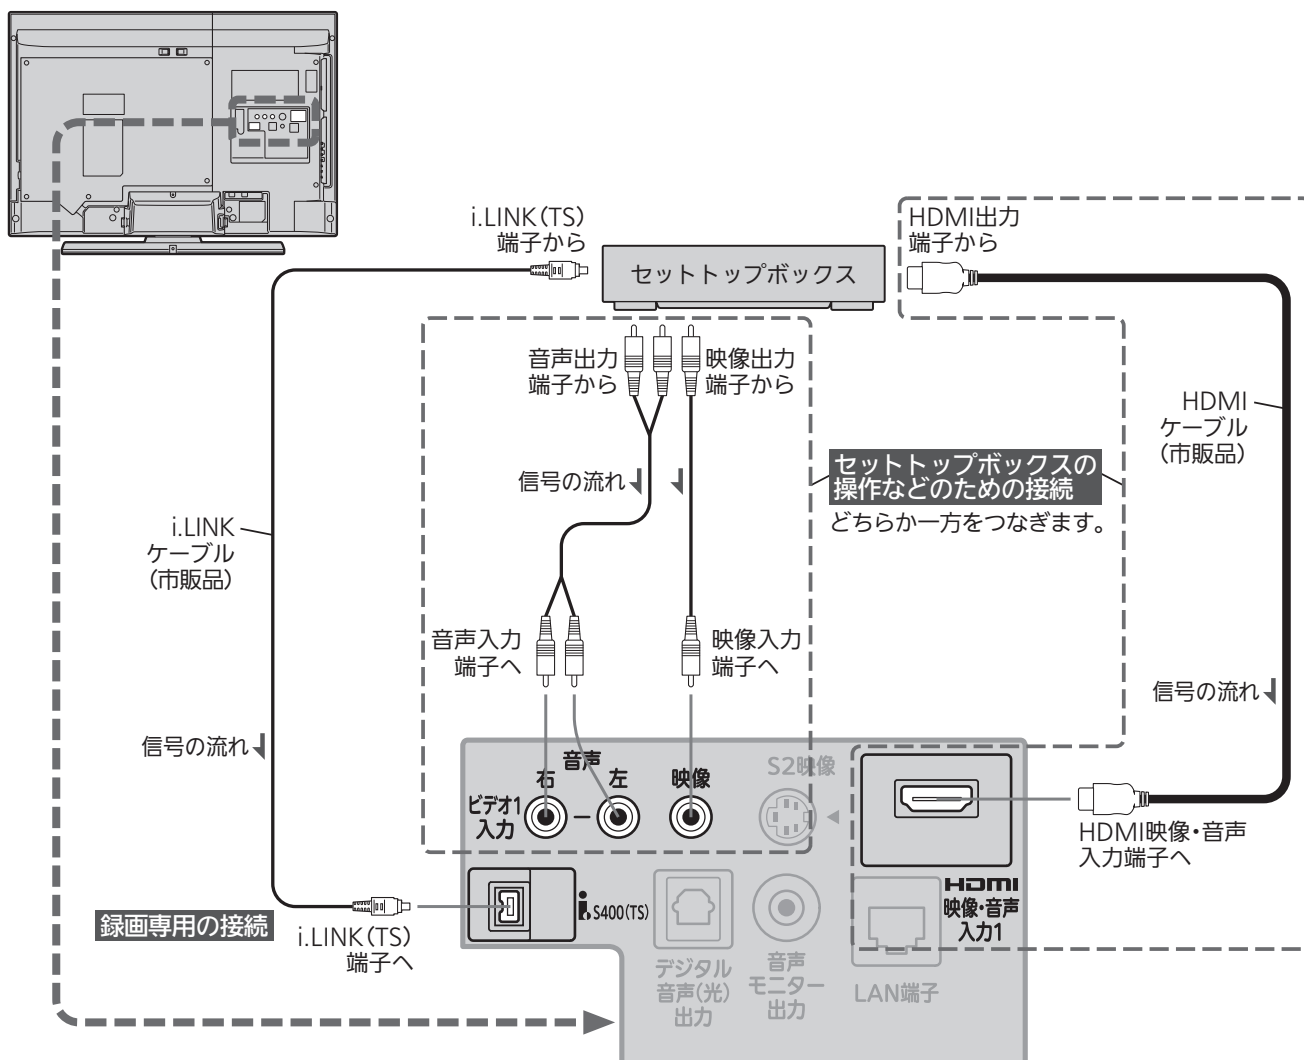 i.LINK(TS)
端子から
セットトップボックス
HDMI出力
端子から
音声出力
端子から
映像出力
端子から
HDMI
ケーブル
(市販品)
セットトップボックスの
操作などのための接続
どちらか一方をつなぎます。
信号の流れ
i.LINK
ケーブル
(市販品)
音声入力
端子へ
映像入力
端子へ
信号の流れ
信号の流れ
音声
右
左
映像
S2映像
ビデオ1
入力
HDMI映像・音声
入力端子へ
HDMI
映像・音声
入力1
i.S400(TS)
録画専用の接続
i.LINK(TS)
端子へ
デジタル
音声(光)
出力
音声
モニター
出力
LAN端子